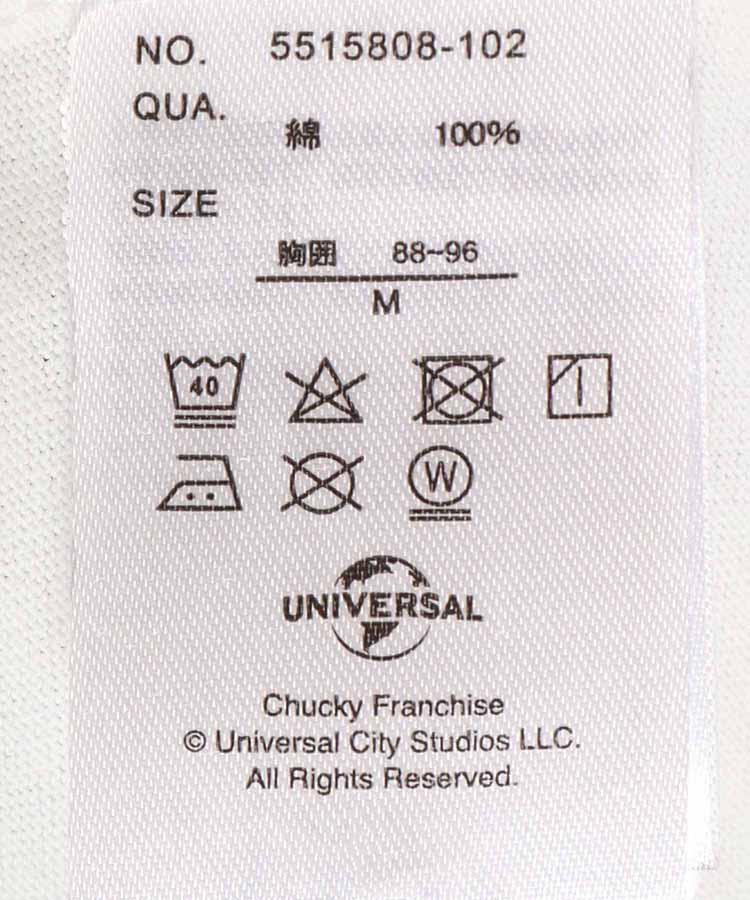 NO. 5515808-102
QUA.
綿 100%
SIZE
胸囲 88~96
M
40
W
UNIVERSAL
Chucky Franchise
© Universal City Studios LLC.
All Rights Reserved.